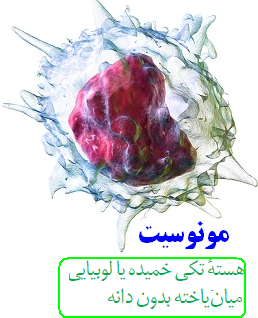 مونوسیت
هستهٔ تکی خمیده یا لوبیایی
میان‌یاخته بدون دانه